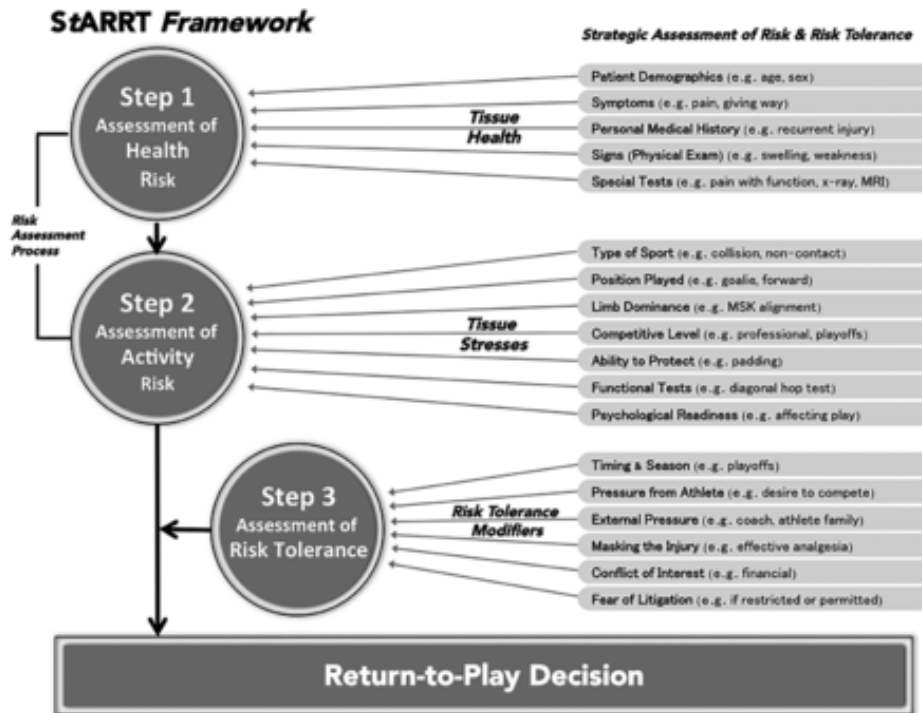 StARRT Framework
Strategic Assessment of Risk & Risk Tolerance
Step 1
Assessment of
Health
Risk
Tissue
Health
Patient Demographics (e.g. age, sex)
Symptoms (e.g. pain, giving way)
Personal Medical History (e.g. recurrent injury)
Signs (Physical Exam) (e.g. swelling, weakness)
Special Tests (e.g. pain with function, x-ray, MRI)
Risk
Assessment
Process
Step 2
Assessment of
Activity
Risk
Tissue
Stresses
Type of Sport (e.g. collision, non-contact)
Position Played (e.g. goalie, forward)
Limb Dominance (e.g. MSK alignment)
Competitive Level (e.g. professional, playoffs)
Ability to Protect (e.g. padding)
Functional Tests (e.g. diagonal hop test)
Psychological Readiness (e.g. affecting play)
Step 3
Assessment of
Risk Tolerance
Risk Tolerance
Modifiers
Timing & Season (e.g. playoffs)
Pressure from Athlete (e.g. desire to compete)
External Pressure (e.g. coach, athlete family)
Masking the Injury (e.g. effective analgesia)
Conflict of Interest (e.g. financial)
Fear of Litigation (e.g. if restricted or permitted)
Return-to-Play Decision